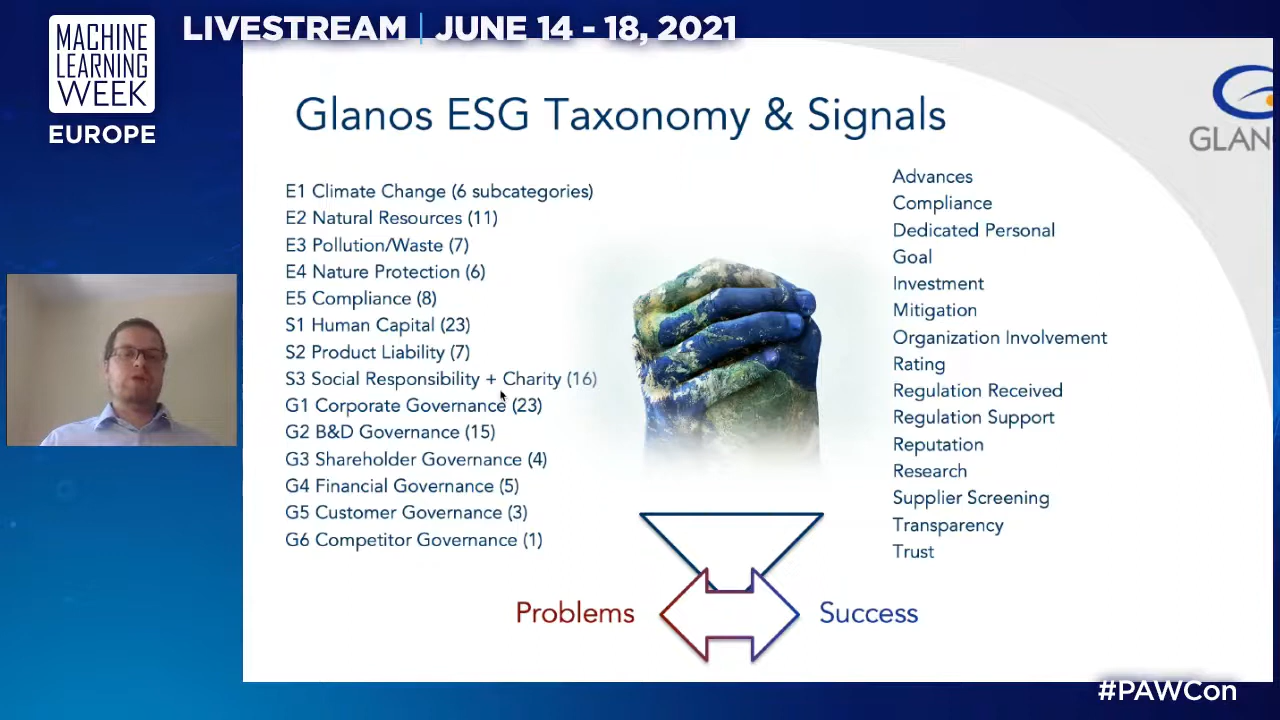 LIVESTREAM | JUNE 14 - 18, 2021
MACHINE
LEARNING
WEEK
EUROPE
Glanos ESG Taxonomy & Signals
GLAN
E1 Climate Change (6 subcategories)
E2 Natural Resources (11)
E3 Pollution/Waste (7)
E4 Nature Protection (6)
E5 Compliance (8)
S1 Human Capital (23)
S2 Product Liability (7)
S3 Social Responsibility + Charity (16)
G1 Corporate Governance (23)
G2 B&D Governance (15)
G3 Shareholder Governance (4)
G4 Financial Governance (5)
G5 Customer Governance (3)
G6 Competitor Governance (1)
Advances
Compliance
Dedicated Personal
Goal
Investment
Mitigation
Organization Involvement
Rating
Regulation Received
Regulation Support
Reputation
Research
Supplier Screening
Transparency
Trust
Problems
Success
#PAWCon